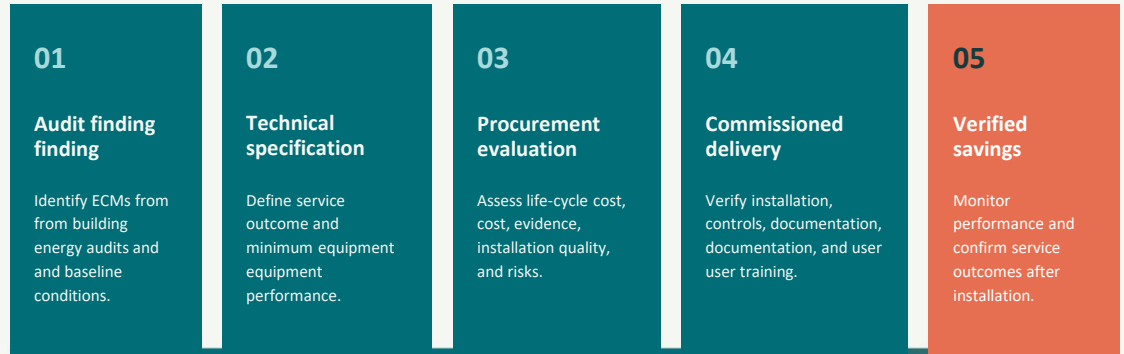 01
Audit finding
finding
Identify ECMs from
from building
energy audits and
and baseline
conditions.
02
Technical
specification
Define service
outcome and
minimum equipment
equipment
performance.
03
Procurement
evaluation
Assess life-cycle cost,
cost, evidence,
installation quality,
and risks.
04
Commissioned
delivery
Verify installation,
controls, documentation,
documentation, and user
user training.
05
Verified
savings
Monitor
performance and
confirm service
outcomes after
installation.